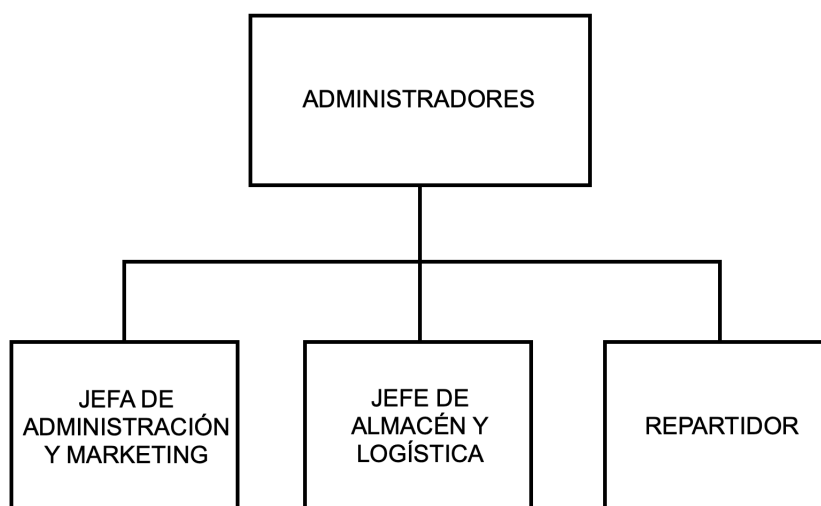 ADMINISTRADORES
JEFA DE
ADMINISTRACIÓN
Y MARKETING
JEFE DE
ALMACÉN Y
LOGÍSTICA
REPARTIDOR